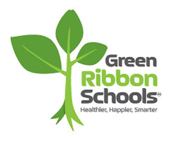 Green
Ribbon
Schools
Healthier, Happier, Smarter